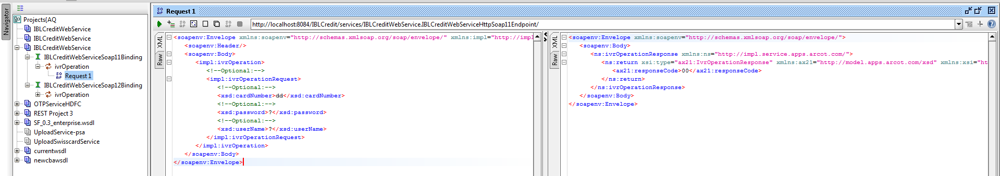 Navigator
Projects{AQ
IBLCreditWebService
IBLCreditWebService
IBLCreditWebService
IBLCreditWebServiceSoap11Binding
ivrOperation
Request 1
IBLCreditWebServiceSoap12Binding
ivrOperation
OTPServiceHDFC
REST Project 3
SF_0.3_enterprise.wsdl
UploadService-psa
UploadSwisscardService
currentwsdl
newcbawsdl
Request 1
http://localhost:8084/IBLCredit/services/IBLCreditWebService.IBLCreditWebServiceHttpSoap11Endpoint/
XML
Raw
<soapenv:Envelope xmlns:soapenv="http://schemas.xmlsoap.org/soap/envelope/" xmlns:impl="http://impl
<soapenv:Header/>
<soapenv:Body>
<impl:ivrOperation>
<!--Optional:-->
<impl:ivrOperationRequest>
<!--Optional:-->
<xsd:cardNumber>dd</xsd:cardNumber>
<!--Optional:-->
<xsd:password>?</xsd:password>
<!--Optional:-->
<xsd:userName>?</xsd:userName>
</impl:ivrOperationRequest>
</impl:ivrOperation>
</soapenv:Body>
</soapenv:Envelope>
XML
Raw
<soapenv:Envelope xmlns:soapenv="http://schemas.xmlsoap.org/soap/envelope/">
<soapenv:Body>
<ns:ivrOperationResponse xmlns:ns="http://impl.service.apps.arcot.com/">
<ns:return xsi:type="ax21:IvrOperationResponse" xmlns:ax21="http://model.apps.arcot.com/xsd" xmlns:xsi="ht
<ax21:responseCode>00</ax21:responseCode>
</ns:return>
</ns:ivrOperationResponse>
</soapenv:Body>
</soapenv:Envelope>